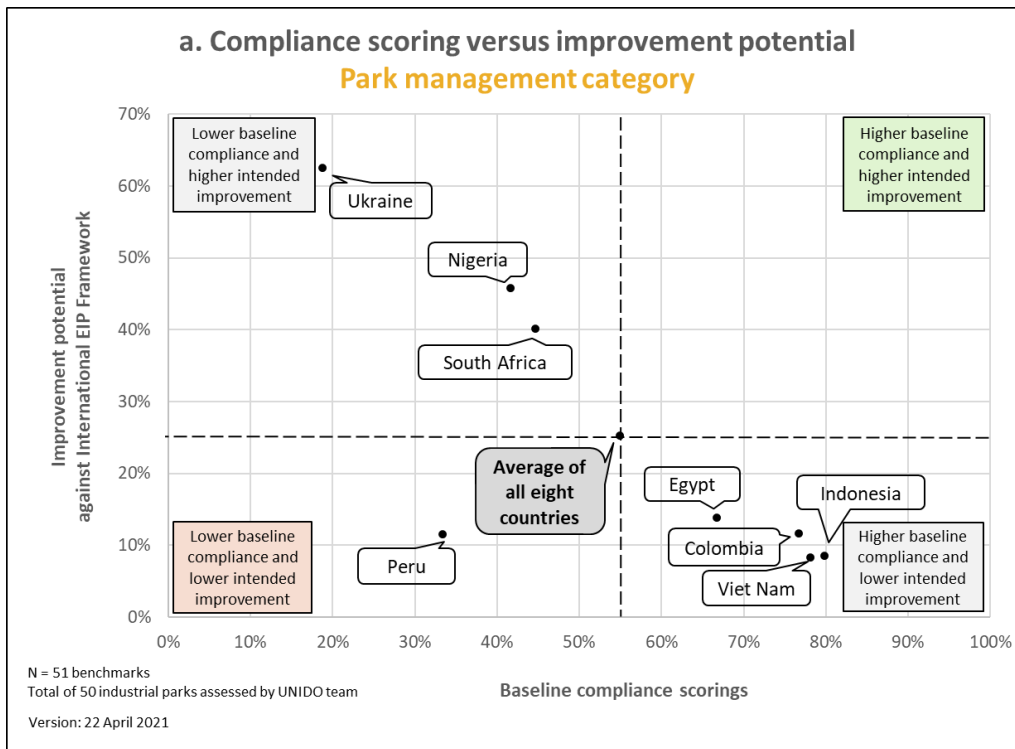 a. Compliance scoring versus improvement potential
Park management category
Improvement potential
against International EIP Framework
70%
60%
50%
40%
30%
20%
10%
0%
Lower baseline
compliance and
higher intended
improvement
Higher baseline
compliance and
higher intended
improvement
Ukraine
Nigeria
South Africa
Average of
all eight
countries
Egypt
Indonesia
Colombia
Viet Nam
Peru
Lower baseline
compliance and
lower intended
improvement
Higher baseline
compliance and
lower intended
improvement
0%
10%
20%
30%
40%
50%
60%
70%
80%
90%
100%
Baseline compliance scorings
N = 51 benchmarks
Total of 50 industrial parks assessed by UNIDO team
Version: 22 April 2021